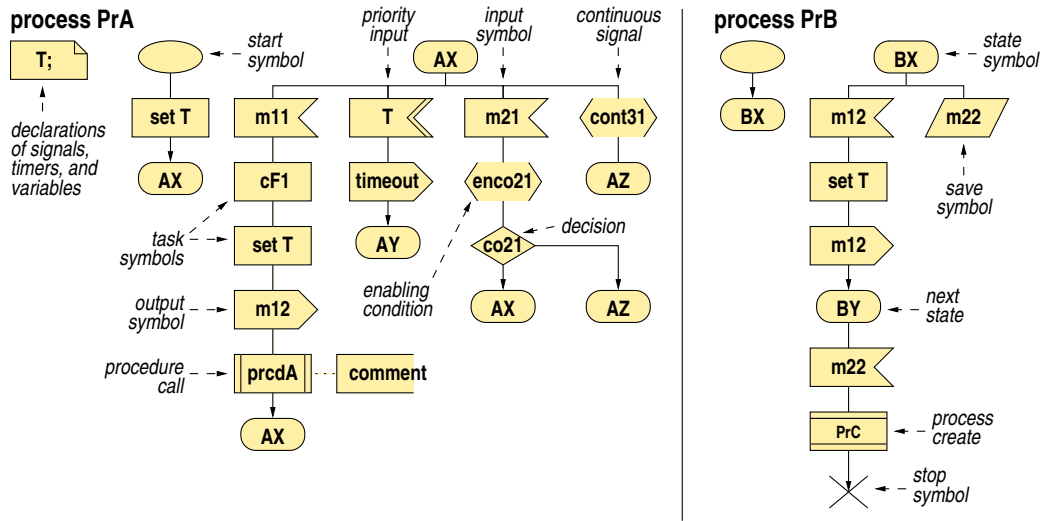 process PrA
T;
declarations
of signals,
timers, and
variables
start
symbol
set T
AX
priority
input
input
symbol
continuous
signal
AX
m11
T
m21
cont31
cF1
timeout
enco21
AZ
task
symbols
set T
AY
co21
decision
enabling
condition
output
symbol
m12
AX
AZ
procedure
call
prcdA
comment
AX
process PrB
BX
BX
state
symbol
m12
m22
set T
save
symbol
m12
BY
next
state
m22
PrC
process
create
stop
symbol